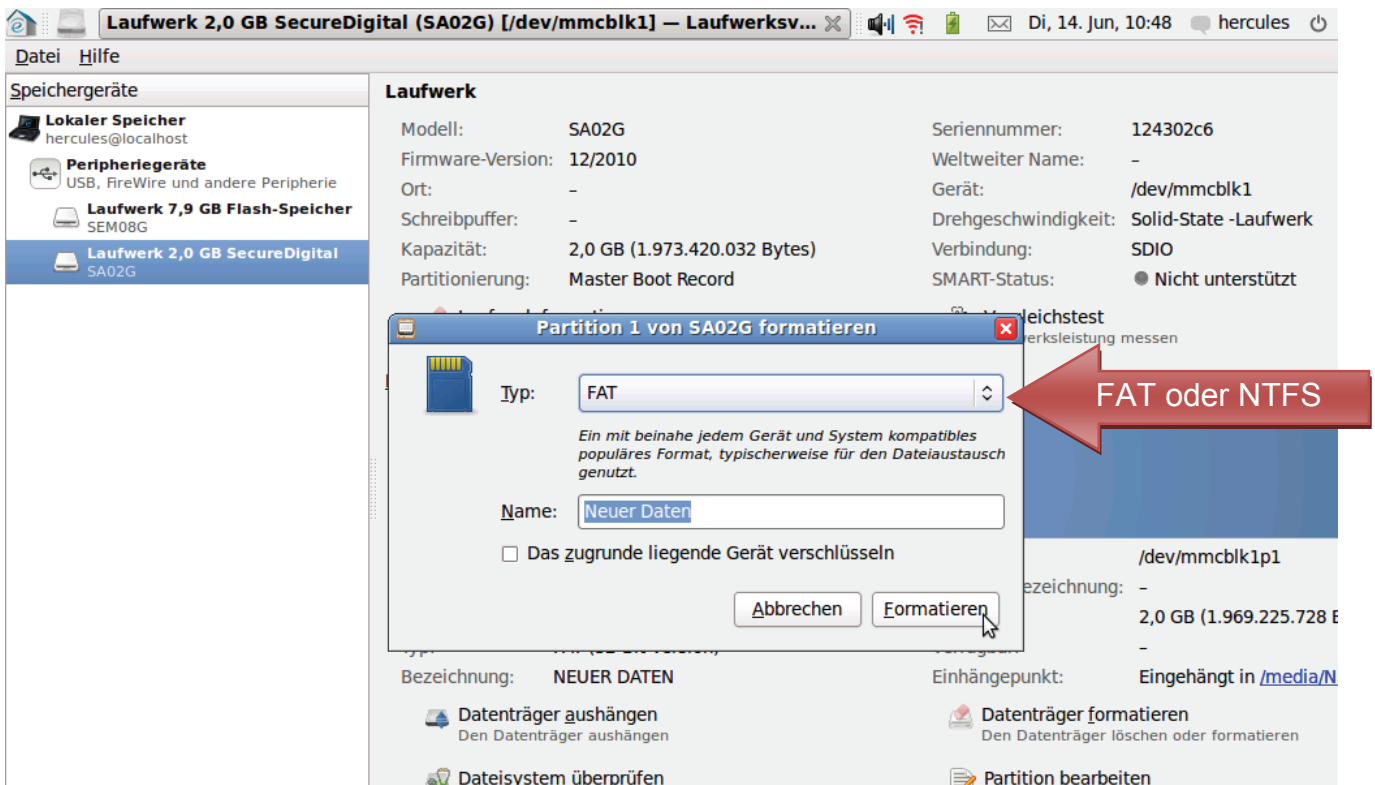 Laufwerk 2,0 GB SecureDigital (SA02G) [/dev/mmcblk1] — Laufwerksv...
Di, 14. Jun, 10:48
hercules
Datei Hilfe
Speichergeräte
Lokaler Speicher
hercules@localhost
Peripheriegeräte
USB, FireWire und andere Peripherie
Laufwerk 7,9 GB Flash-Speicher
SEM08G
Laufwerk 2,0 GB SecureDigital
SA02G
Laufwerk
Modell: SA02G
Seriennummer: 124302c6
Firmware-Version: 12/2010
Weltweiter Name: –
Ort: –
Gerät: /dev/mmcblk1
Schreibpuffer: –
Drehgeschwindigkeit: Solid-State -Laufwerk
Kapazität: 2,0 GB (1.973.420.032 Bytes)
Verbindung: SDIO
Partitionierung: Master Boot Record
SMART-Status: Nicht unterstützt
leichstest
erksleistung messen
Partition 1 von SA02G formatieren
Typ: FAT
FAT oder NTFS
Ein mit beinahe jedem Gerät und System kompatibles
populäres Format, typischerweise für den Dateiaustausch
genutzt.
Name: Neuer Daten
Das zugrunde liegende Gerät verschlüsseln
Abbrechen Formatieren
/dev/mmcblk1p1
ezeichnung: –
2,0 GB (1.969.225.728 B
–
Bezeichnung: NEUER DATEN
Einhängepunkt: Eingehängt in /media/N
Datenträger aushängen
Den Datenträger aushängen
Datenträger formatieren
Den Datenträger löschen oder formatieren
Dateisystem überprüfen
Partition bearbeiten